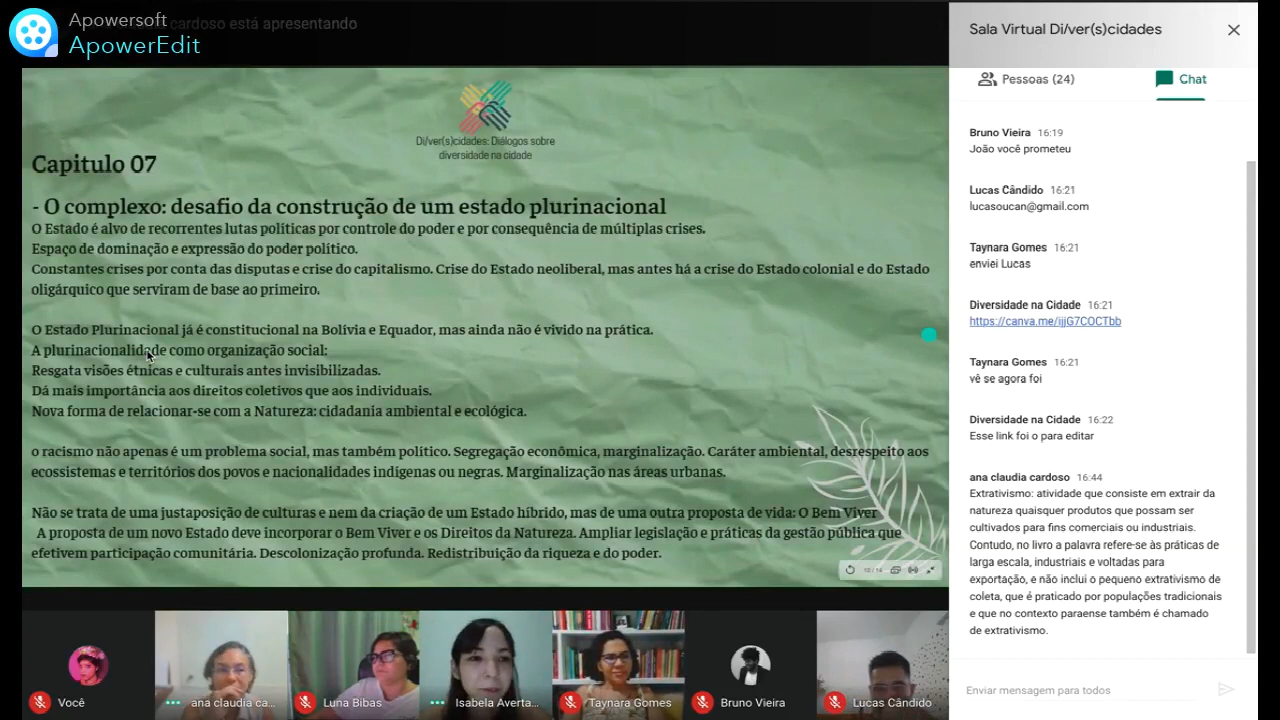 Apowersoft
ApowerEdit
cardoso está apresentando
Di/ver(s)cidades: Diálogos sobre
diversidade na cidade
Capitulo 07
- O complexo: desafio da construção de um estado plurinacional
O Estado é alvo de recorrentes lutas políticas por controle do poder e por consequência de múltiplas crises.
Espaço de dominação e expressão do poder político.
Constantes crises por conta das disputas e crise do capitalismo. Crise do Estado neoliberal, mas antes há a crise do Estado colonial e do Estado
oligárquico que serviram de base ao primeiro.
O Estado Plurinacional já é constitucional na Bolívia e Equador, mas ainda não é vivido na prática.
A plurinacionalidade como organização social:
Resgata visões étnicas e culturais antes invisibilizadas.
Dá mais importância aos direitos coletivos que aos individuais.
Nova forma de relacionar-se com a Natureza: cidadania ambiental e ecológica.
o racismo não apenas é um problema social, mas também político. Segregação econômica, marginalização. Caráter ambiental, desrespeito aos
ecossistemas e territórios dos povos e nacionalidades indígenas ou negras. Marginalização nas áreas urbanas.
Não se trata de uma justaposição de culturas e nem da criação de um Estado híbrido, mas de uma outra proposta de vida: O Bem Viver
A proposta de um novo Estado deve incorporar o Bem Viver e os Direitos da Natureza. Ampliar legislação e práticas da gestão pública que
efetivem participação comunitária. Descolonização profunda. Redistribuição da riqueza e do poder.
Você
ana claudia ca...
Luna Bibas
Isabela Averta...
Taynara Gomes
Bruno Vieira
Lucas Cândido
Sala Virtual Di/ver(s)cidades
Pessoas (24)
Chat
Bruno Vieira 16:19
João você prometeu
Lucas Cândido 16:21
lucasoucan@gmail.com
Taynara Gomes 16:21
enviei Lucas
Diversidade na Cidade 16:21
https://canva.me/ijjG7COCTbb
Taynara Gomes 16:21
vê se agora foi
Diversidade na Cidade 16:22
Esse link foi o para editar
ana claudia cardoso 16:44
Extrativismo: atividade que consiste em extrair da
natureza quaisquer produtos que possam ser
cultivados para fins comerciais ou industriais.
Contudo, no livro a palavra refere-se às práticas de
larga escala, industriais e voltadas para
exportação, e não inclui o pequeno extrativismo de
coleta, que é praticado por populações tradicionais
e que no contexto paraense também é chamado
de extrativismo.
Enviar mensagem para todos